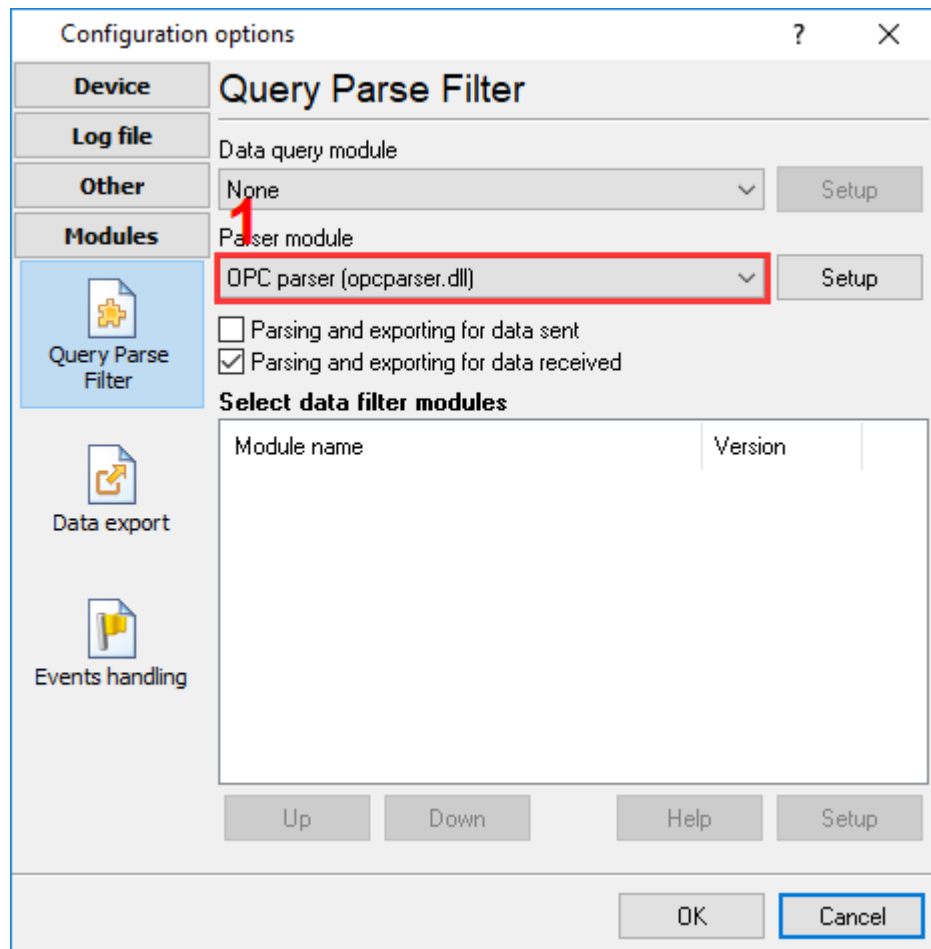 Configuration options
?
Device
Log file
Other
Modules
Query Parse
Filter
Data export
Events handling
Query Parse Filter
Data query module
None
Setup
1
Parser module
OPC parser (opcparser.dll)
Setup
Parsing and exporting for data sent
Parsing and exporting for data received
Select data filter modules
Module name Version
Up Down Help Setup
OK Cancel